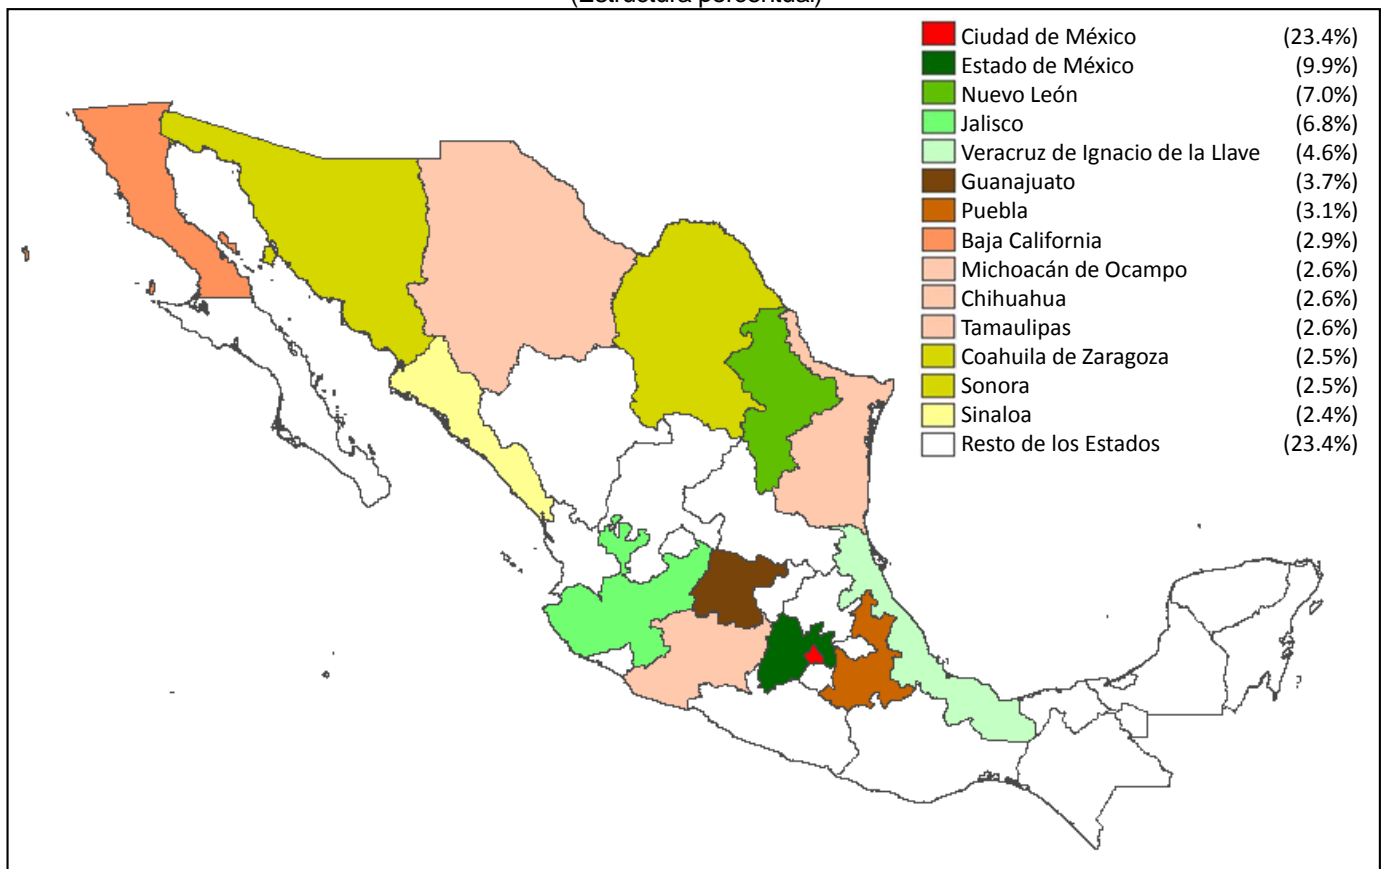 (Estructura porcentual)
Ciudad de México (23.4%)
Estado de México (9.9%)
Nuevo León (7.0%)
Jalisco (6.8%)
Veracruz de Ignacio de la Llave (4.6%)
Guanajuato (3.7%)
Puebla (3.1%)
Baja California (2.9%)
Michoacán de Ocampo (2.6%)
Chihuahua (2.6%)
Tamaulipas (2.6%)
Coahuila de Zaragoza (2.5%)
Sonora (2.5%)
Sinaloa (2.4%)
Resto de los Estados (23.4%)